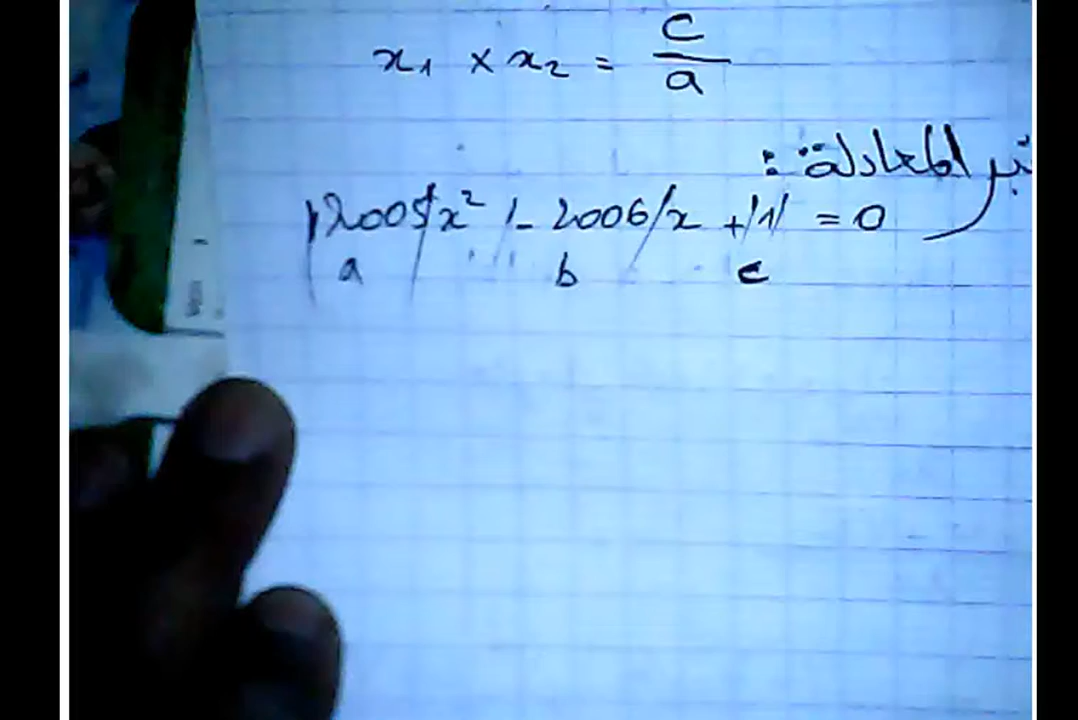 x₁ × x₂ = c/a
المعادلة :
2005x² - 2006x + 1 = 0
a b c